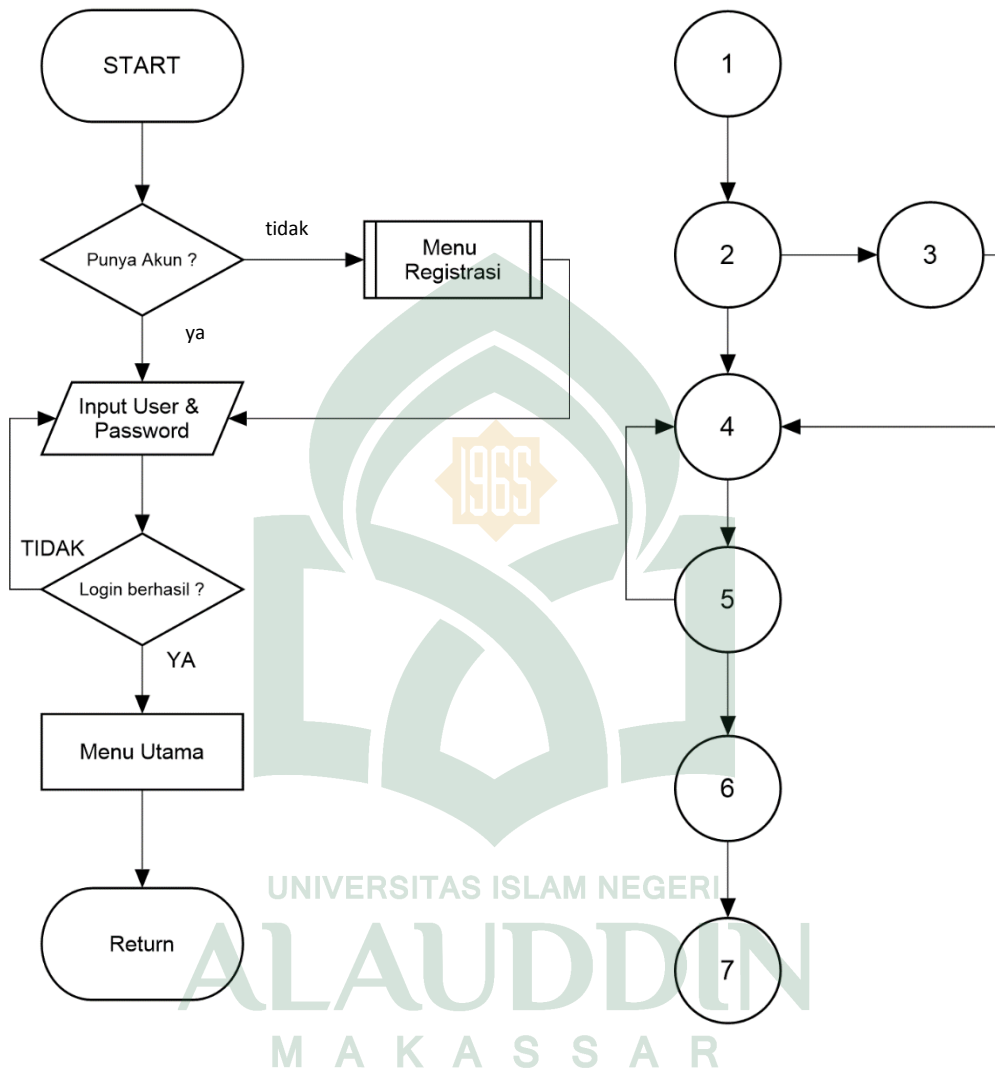 START
Punya Akun ?
tidak
Menu
Registrasi
ya
Input User &
Password
TIDAK
Login berhasil ?
YA
Menu Utama
Return
1
2
3
4
5
6
7
1965
UNIVERSITAS ISLAM NEGERI
ALAUDDIN
MAKASSAR